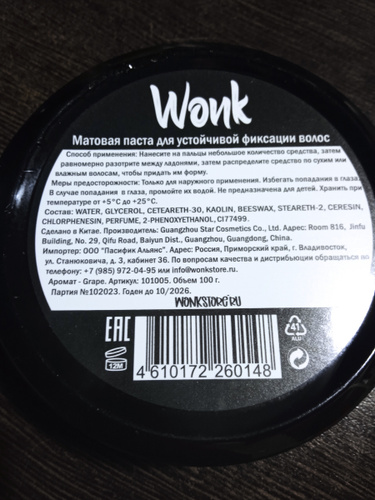 Wonk
Матовая паста для устойчивой фиксации волос
Способ применения: Нанесите на пальцы небольшое количество средства, затем
равномерно разотрите между ладонями, затем распределите средство по сухим или
влажным волосам, чтобы придать им форму.
Меры предосторожности: Только для наружного применения. Избегать попадания в глаза.
В случае попадания в глаза, промойте их водой. Не предназначена для детей. Хранить при
температуре от +5°C до +25°C.
Состав: WATER, GLYCEROL, CETEARETH-30, KAOLIN, BEESWAX, STEARETH-2, CERESIN,
CHLORPHENESIN, PERFUME, 2-PHENOXYETHANOL, CI77499.
Сделано в Китае. Производитель: Guangzhou Star Cosmetics Co., Ltd. Адрес: Room 816, Jinfu
Building, No. 29, Qifu Road, Baiyun Dist., Guangzhou, Guangdong, China.
Импортер: ООО "Пасифик Альянс". Адрес: Россия, Приморский край, г. Владивосток,
ул. Станюковича, д. 3, кабинет 36. По вопросам качества и дистрибьюции обращаться по
телефону: +7 (985) 972-04-95 или info@wonkstore.ru.
Аромат - Grape. Артикул: 101005. Объем 100 г.
Партия №102023. Годен до 10/2026.
WONKSTORE.RU
EAC
12M
4 610172 260148
41
ALU